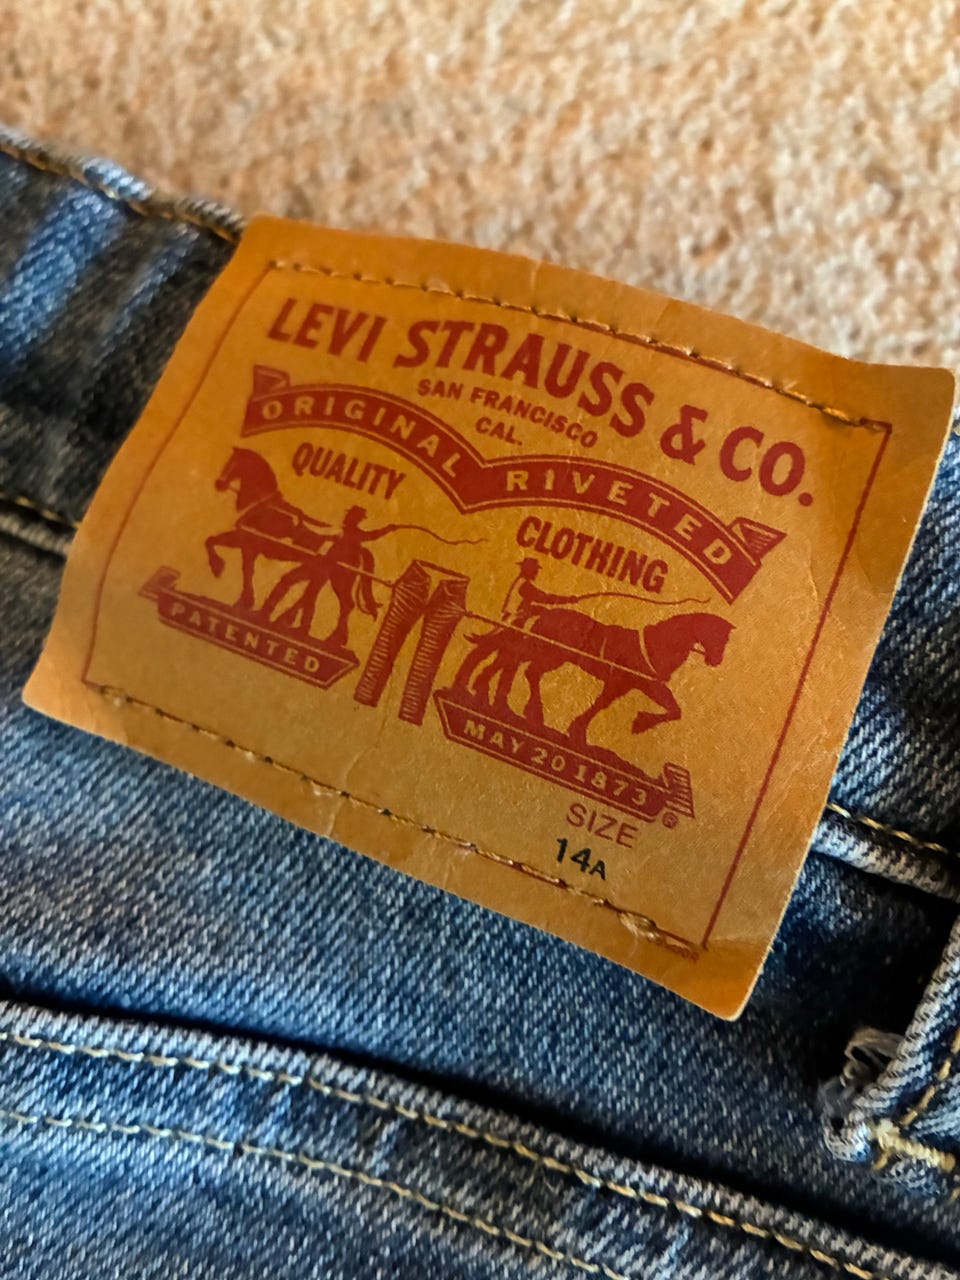 LEVI STRAUSS & CO.
SAN FRANCISCO
CAL.
ORIGINAL RIVETED
QUALITY
CLOTHING
PATENTED
MAY 20 1873
®
SIZE
14A